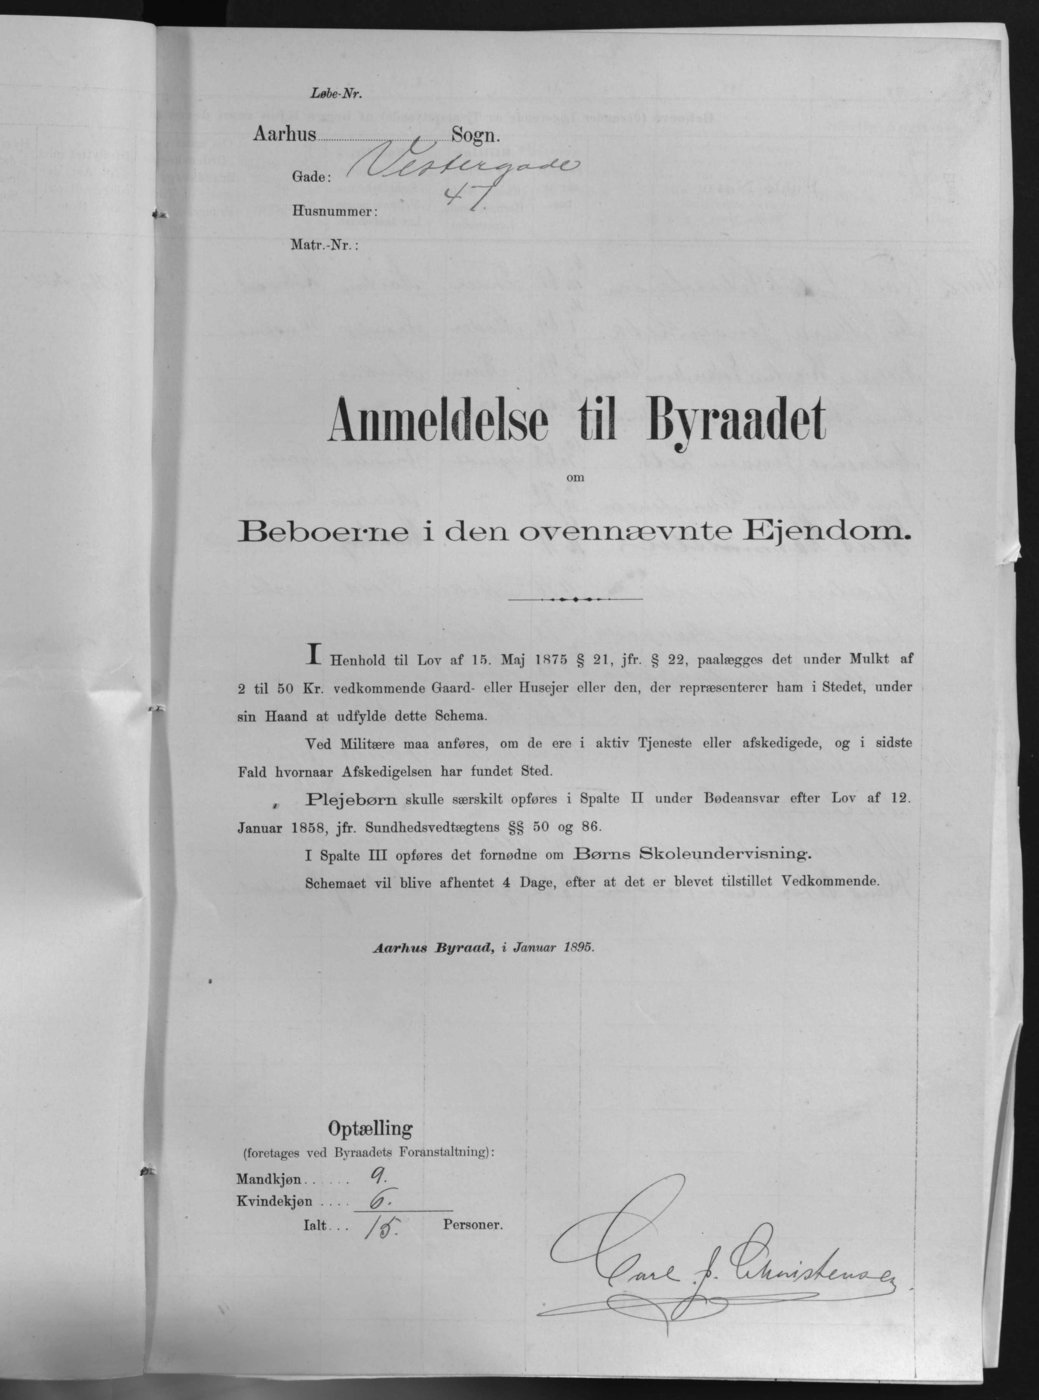 Løbe-Nr.
Aarhus Sogn.
Gade: Vestergade
Husnummer: 47.
Matr.-Nr.:
Anmeldelse til Byraadet
om
Beboerne i den ovennævnte Ejendom.
I Henhold til Lov af 15. Maj 1875 § 21, jfr. § 22, paalægges det under Mulkt af
2 til 50 Kr. vedkommende Gaard- eller Husejer eller den, der repræsenterer ham i Stedet, under
sin Haand at udfylde dette Schema.
Ved Militære maa anføres, om de ere i aktiv Tjeneste eller afskedigede, og i sidste
Fald hvornaar Afskedigelsen har fundet Sted.
Plejebørn skulle særskilt opføres i Spalte II under Bødeansvar efter Lov af 12.
Januar 1858, jfr. Sundhedsvedtægtens §§ 50 og 86.
I Spalte III opføres det fornødne om Børns Skoleundervisning.
Schemaet vil blive afhentet 4 Dage, efter at det er blevet tilstillet Vedkommende.
Aarhus Byraad, i Januar 1895.
Optælling
(foretages ved Byraadets Foranstaltning):
Mandkjøn...... 9.
Kvindekjøn .... 6.
Ialt... 15. Personer.
Carl J. Christensen.